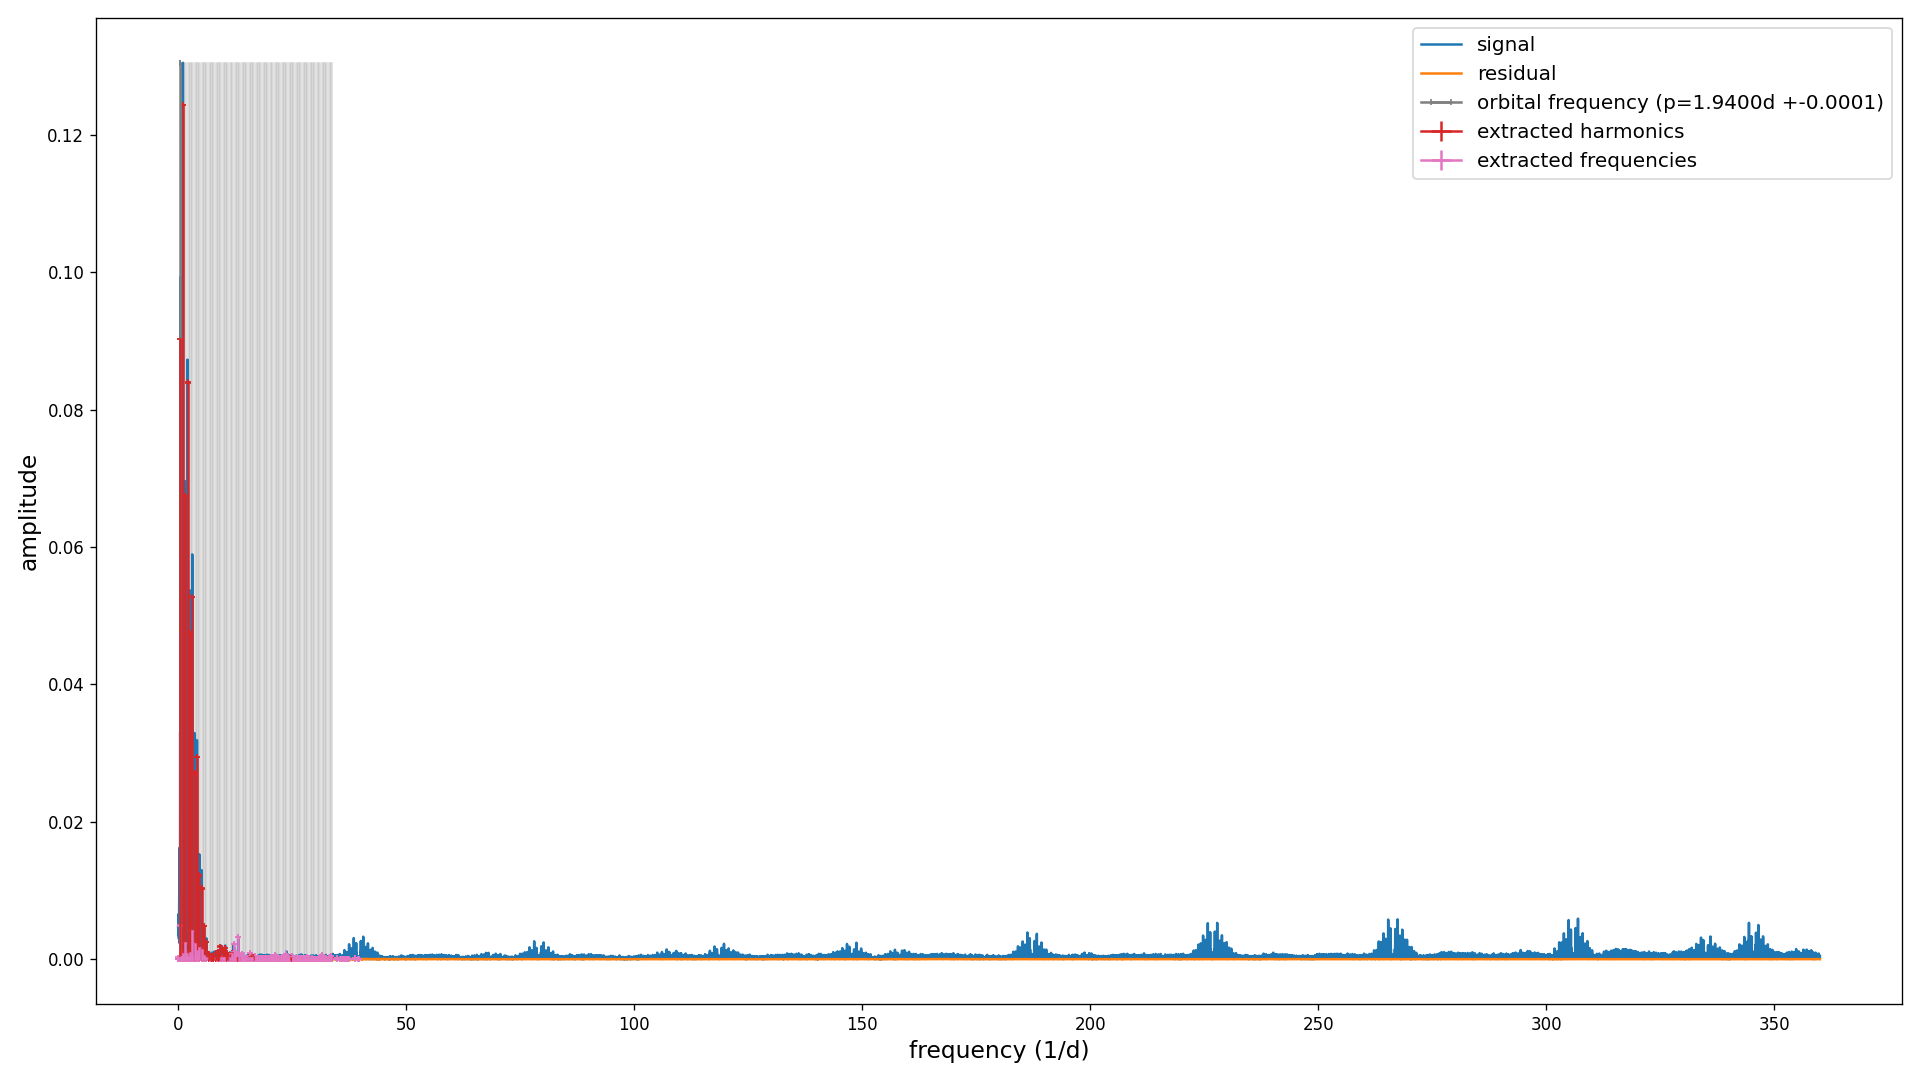 signal
residual
orbital frequency (p=1.9400d +-0.0001)
extracted harmonics
extracted frequencies
0.12
0.10
0.08
0.06
0.04
0.02
0.00
amplitude
0 50 100 150 200 250 300 350
frequency (1/d)